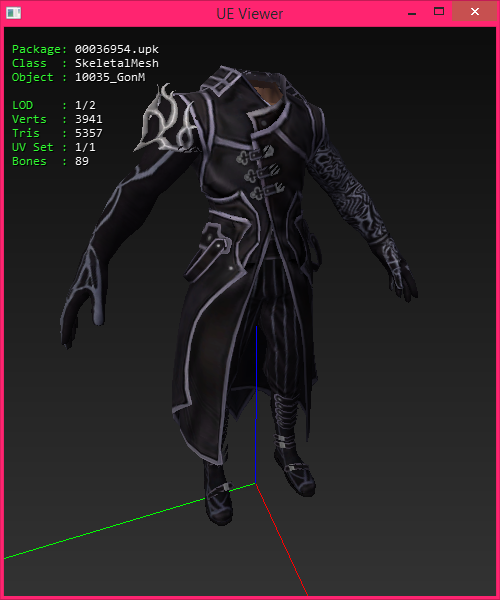 UE Viewer
Package: 00036954.upk
Class  : SkeletalMesh
Object : 10035_GonM
LOD    : 1/2
Verts  : 3941
Tris   : 5357
UV Set : 1/1
Bones  : 89